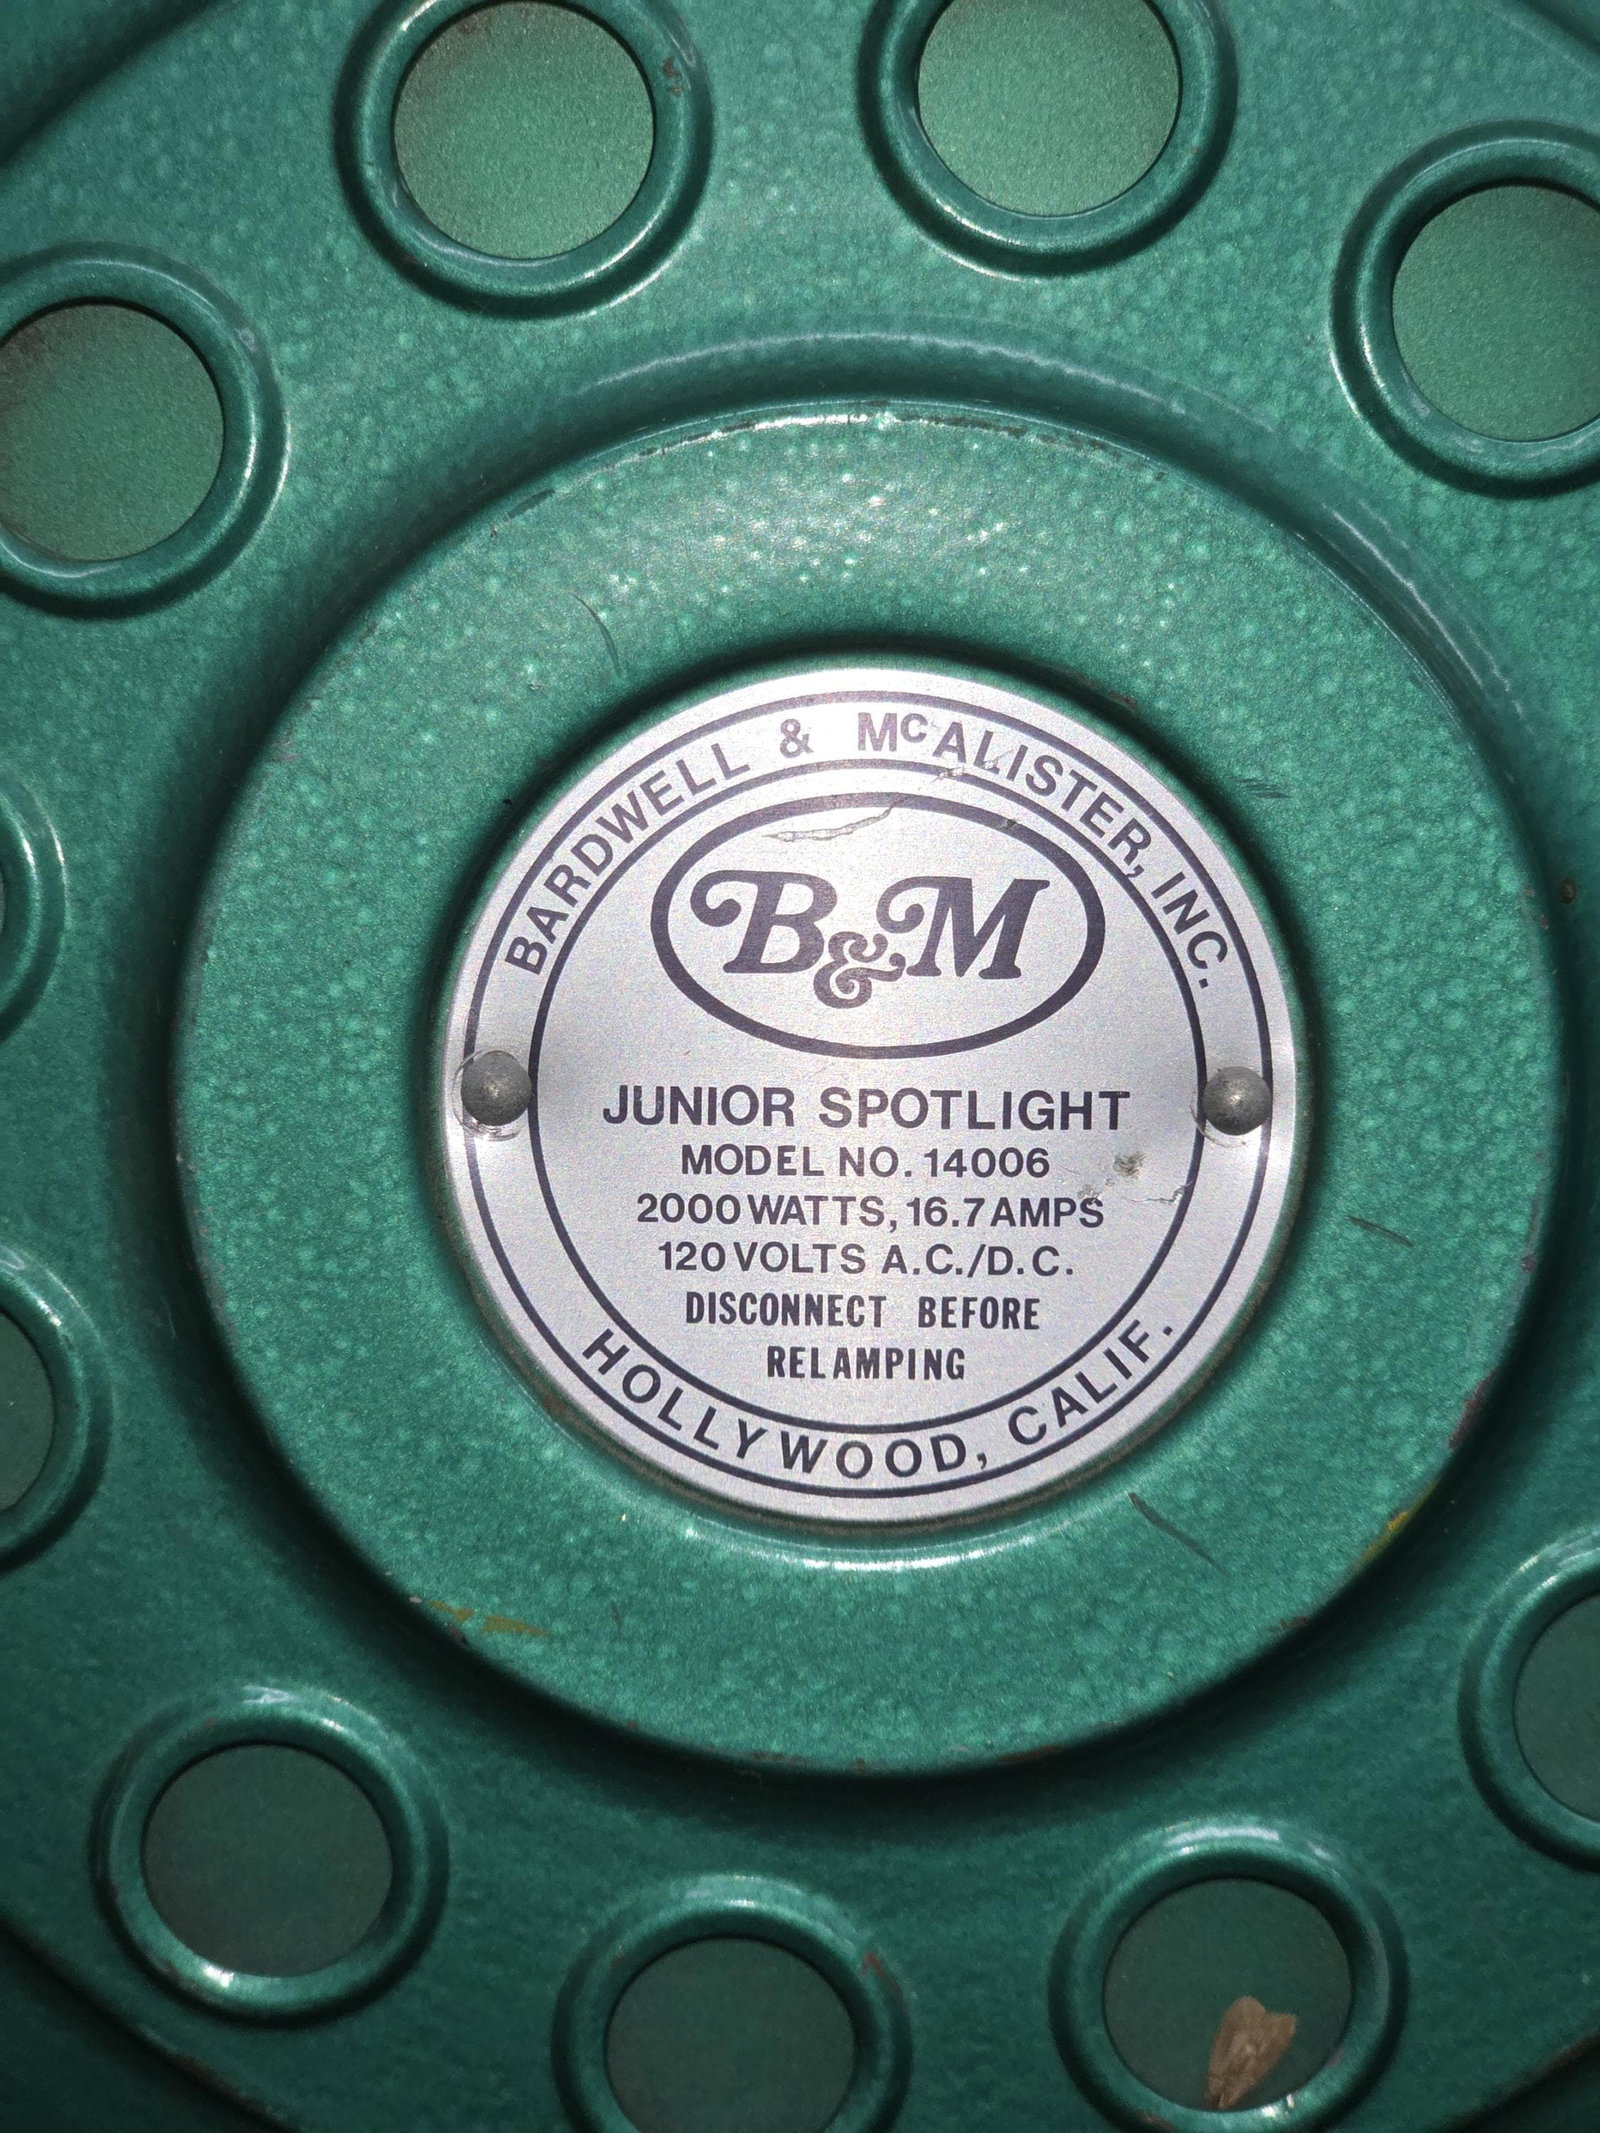 BARDWELL & McALISTER, INC.
B&M
JUNIOR SPOTLIGHT
MODEL NO. 14006
2000 WATTS, 16.7 AMPS
120 VOLTS A.C./D.C.
DISCONNECT BEFORE
RELAMPING
HOLLYWOOD, CALIF.